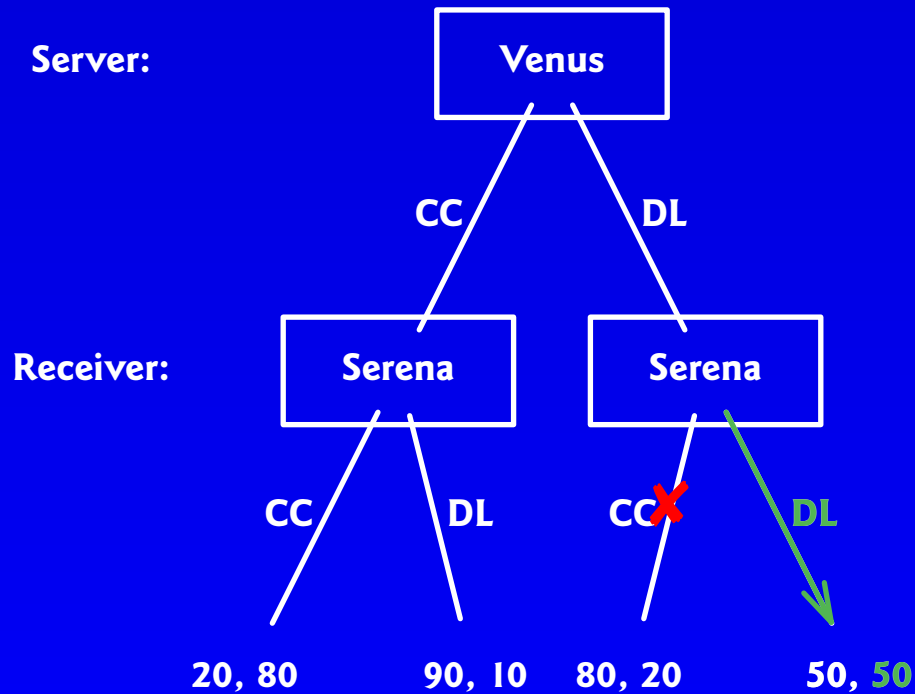 Server: Venus
CC DL
Receiver: Serena Serena
CC DL CC DL
20, 80 90, 10 80, 20 50, 50